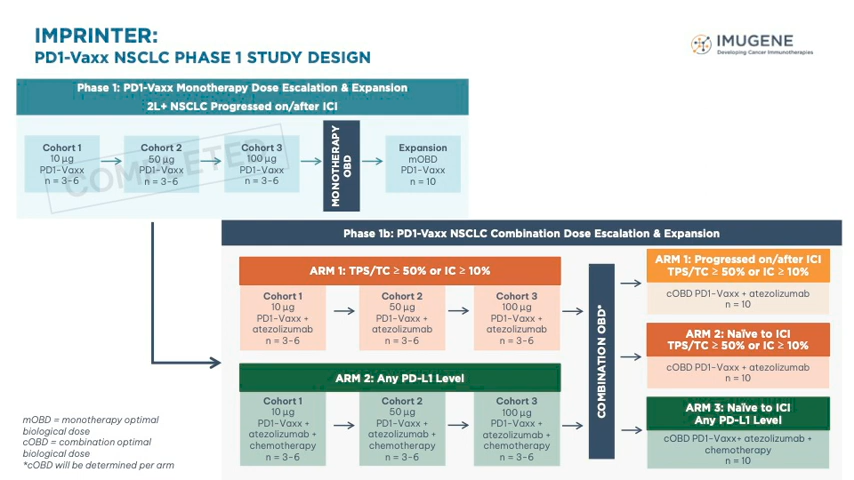 IMPRINTER:
PD1-Vaxx NSCLC PHASE 1 STUDY DESIGN
IMUGENE
Developing Cancer Immunotherapies
Phase 1: PD1-Vaxx Monotherapy Dose Escalation & Expansion
2L+ NSCLC Progressed on/after ICI
Cohort 1
10 µg
PD1-Vaxx
n = 3-6
Cohort 2
50 µg
PD1-Vaxx
n = 3-6
Cohort 3
100 µg
PD1-Vaxx
n = 3-6
COMPLETED
MONOTHERAPY
OBD
Expansion
mOBD
PD1-Vaxx
n = 10
Phase 1b: PD1-Vaxx NSCLC Combination Dose Escalation & Expansion
ARM 1: TPS/TC ≥ 50% or IC ≥ 10%
Cohort 1
10 µg
PD1-Vaxx +
atezolizumab
n = 3-6
Cohort 2
50 µg
PD1-Vaxx +
atezolizumab
n = 3-6
Cohort 3
100 µg
PD1-Vaxx +
atezolizumab
n = 3-6
ARM 2: Any PD-L1 Level
Cohort 1
10 µg
PD1-Vaxx +
atezolizumab +
chemotherapy
n = 3-6
Cohort 2
50 µg
PD1-Vaxx +
atezolizumab +
chemotherapy
n = 3-6
Cohort 3
100 µg
PD1-Vaxx +
atezolizumab +
chemotherapy
n = 3-6
COMBINATION OBD*
ARM 1: Progressed on/after ICI
TPS/TC ≥ 50% or IC ≥ 10%
cOBD PD1-Vaxx + atezolizumab
n = 10
ARM 2: Naïve to ICI
TPS/TC ≥ 50% or IC ≥ 10%
cOBD PD1-Vaxx + atezolizumab
n = 10
ARM 3: Naïve to ICI
Any PD-L1 Level
cOBD PD1-Vaxx+ atezolizumab +
chemotherapy
n = 10
mOBD = monotherapy optimal
biological dose
cOBD = combination optimal
biological dose
*cOBD will be determined per arm